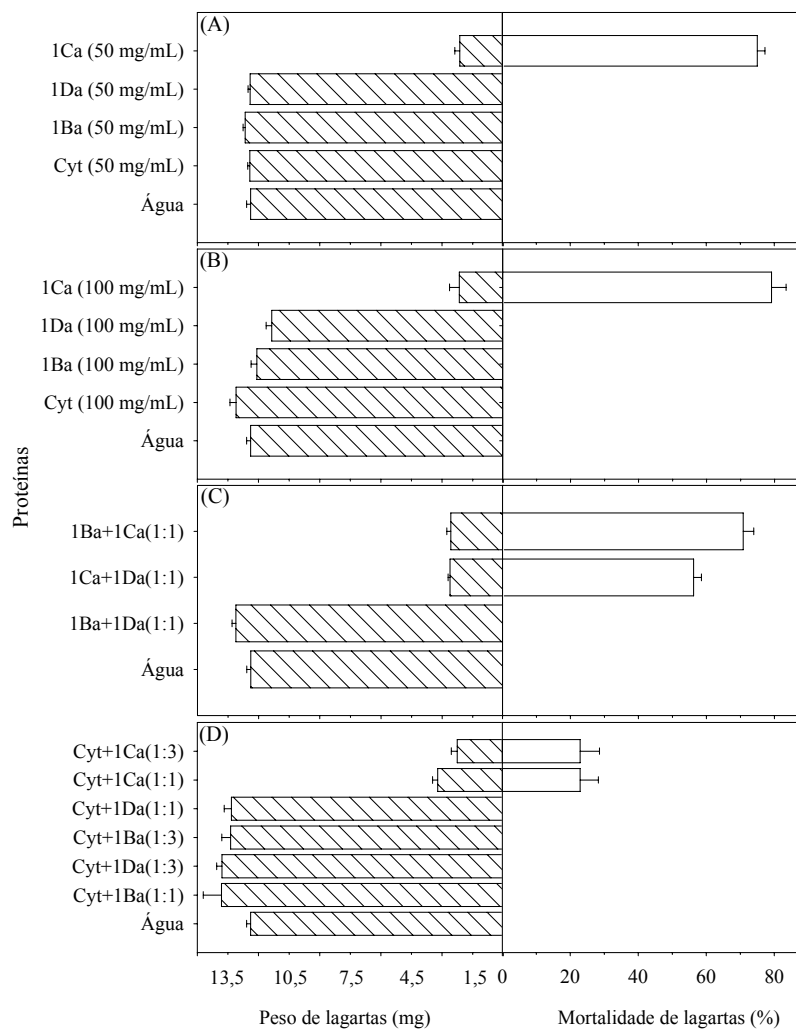 (A)
1Ca (50 mg/mL)
1Da (50 mg/mL)
1Ba (50 mg/mL)
Cyt (50 mg/mL)
Água
(B)
1Ca (100 mg/mL)
1Da (100 mg/mL)
1Ba (100 mg/mL)
Cyt (100 mg/mL)
Água
Proteínas
(C)
1Ba+1Ca(1:1)
1Ca+1Da(1:1)
1Ba+1Da(1:1)
Água
(D)
Cyt+1Ca(1:3)
Cyt+1Ca(1:1)
Cyt+1Da(1:1)
Cyt+1Ba(1:3)
Cyt+1Da(1:3)
Cyt+1Ba(1:1)
Água
13,5 10,5 7,5 4,5 1,5 0 20 40 60 80
Peso de lagartas (mg) Mortalidade de lagartas (%)